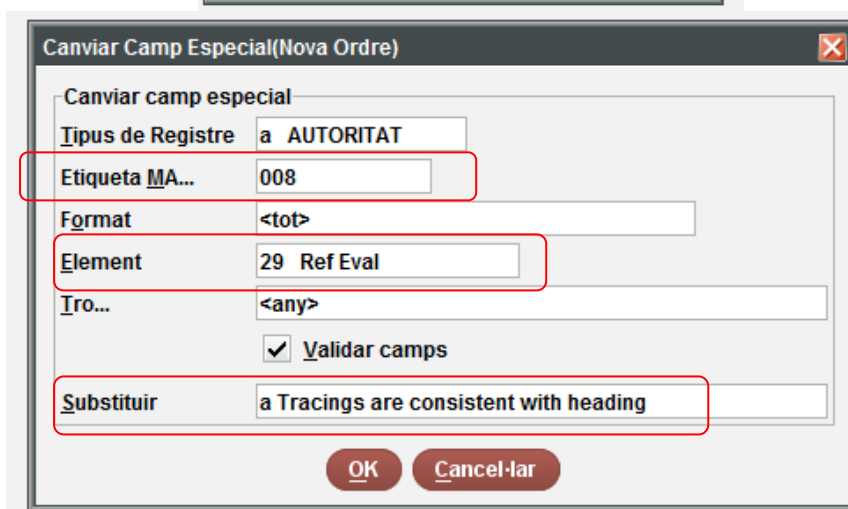 Canviar Camp Especial(Nova Ordre)
Canviar camp especial
Tipus de Registre a AUTORITAT
Etiqueta MA... 008
Format <tot>
Element 29 Ref Eval
Tro... <any>
Validar camps
Substituir a Tracings are consistent with heading
OK Cancel·lar